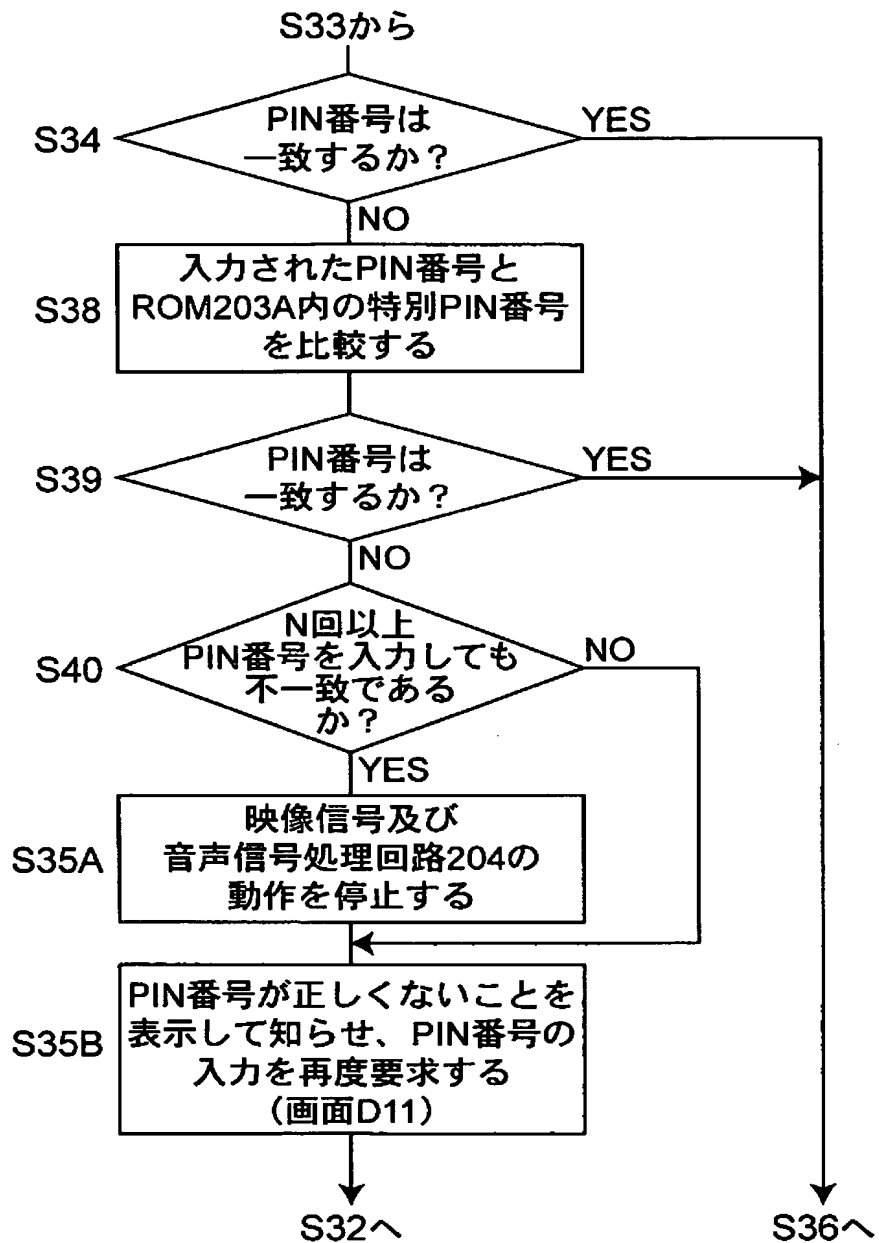 S33から
S34
PIN番号は
一致するか？
YES
NO
S38
入力されたPIN番号と
ROM203A内の特別PIN番号
を比較する
S39
PIN番号は
一致するか？
YES
NO
S40
N回以上
PIN番号を入力しても
不一致である
か？
NO
YES
S35A
映像信号及び
音声信号処理回路204の
動作を停止する
S35B
PIN番号が正しくないことを
表示して知らせ、PIN番号の
入力を再度要求する
（画面D11）
S32へ
S36へ